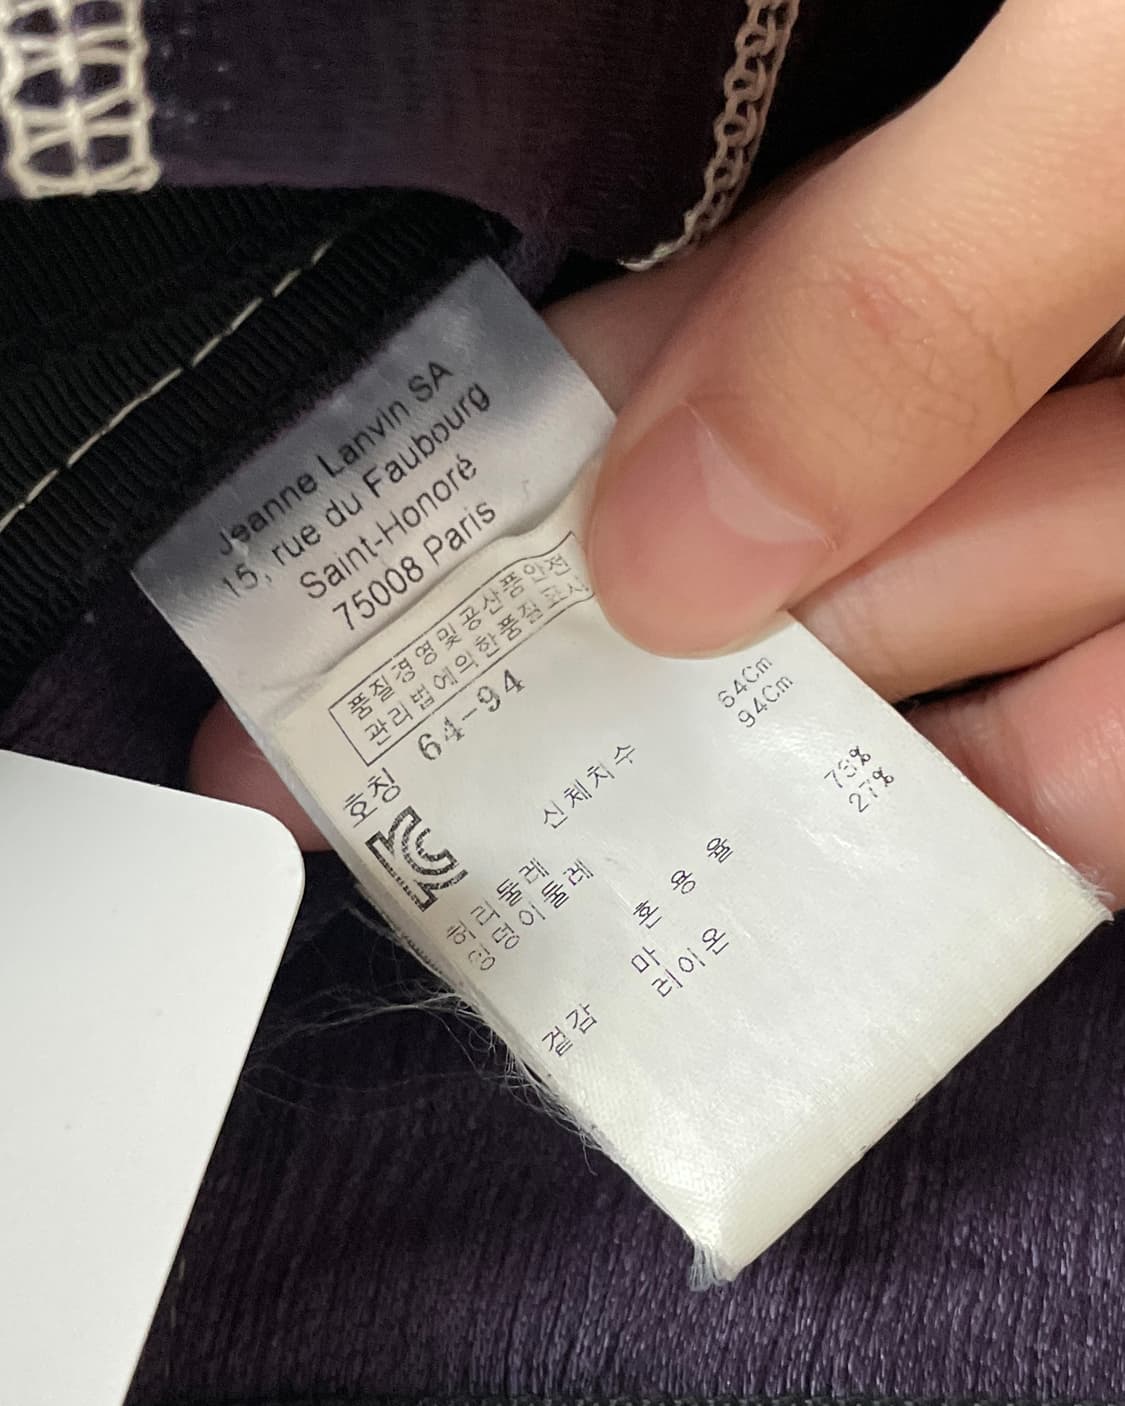 Jeanne Lanvin SA
15, rue du Faubourg
Saint-Honoré
75008 Paris
품질경영및공산품안전
관리법에의한품질표시
호칭 64-94
신체치수
허리둘레 64Cm
엉덩이둘레 94Cm
혼용율
겉감 마 73%
레이온 27%